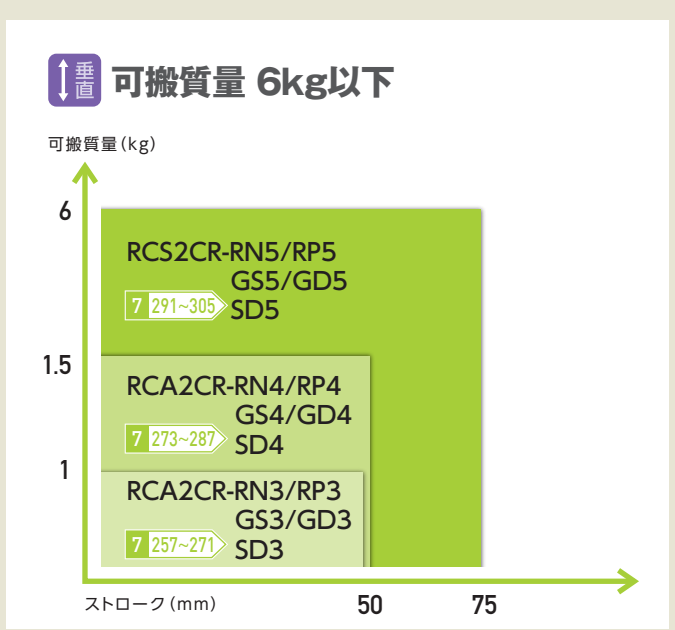 垂直 可搬質量 6kg以下
可搬質量(kg)
6
RCS2CR-RN5/RP5
GS5/GD5
7 291~305 SD5
1.5
RCA2CR-RN4/RP4
GS4/GD4
7 273~287 SD4
1
RCA2CR-RN3/RP3
GS3/GD3
7 257~271 SD3
ストローク(mm) 50 75